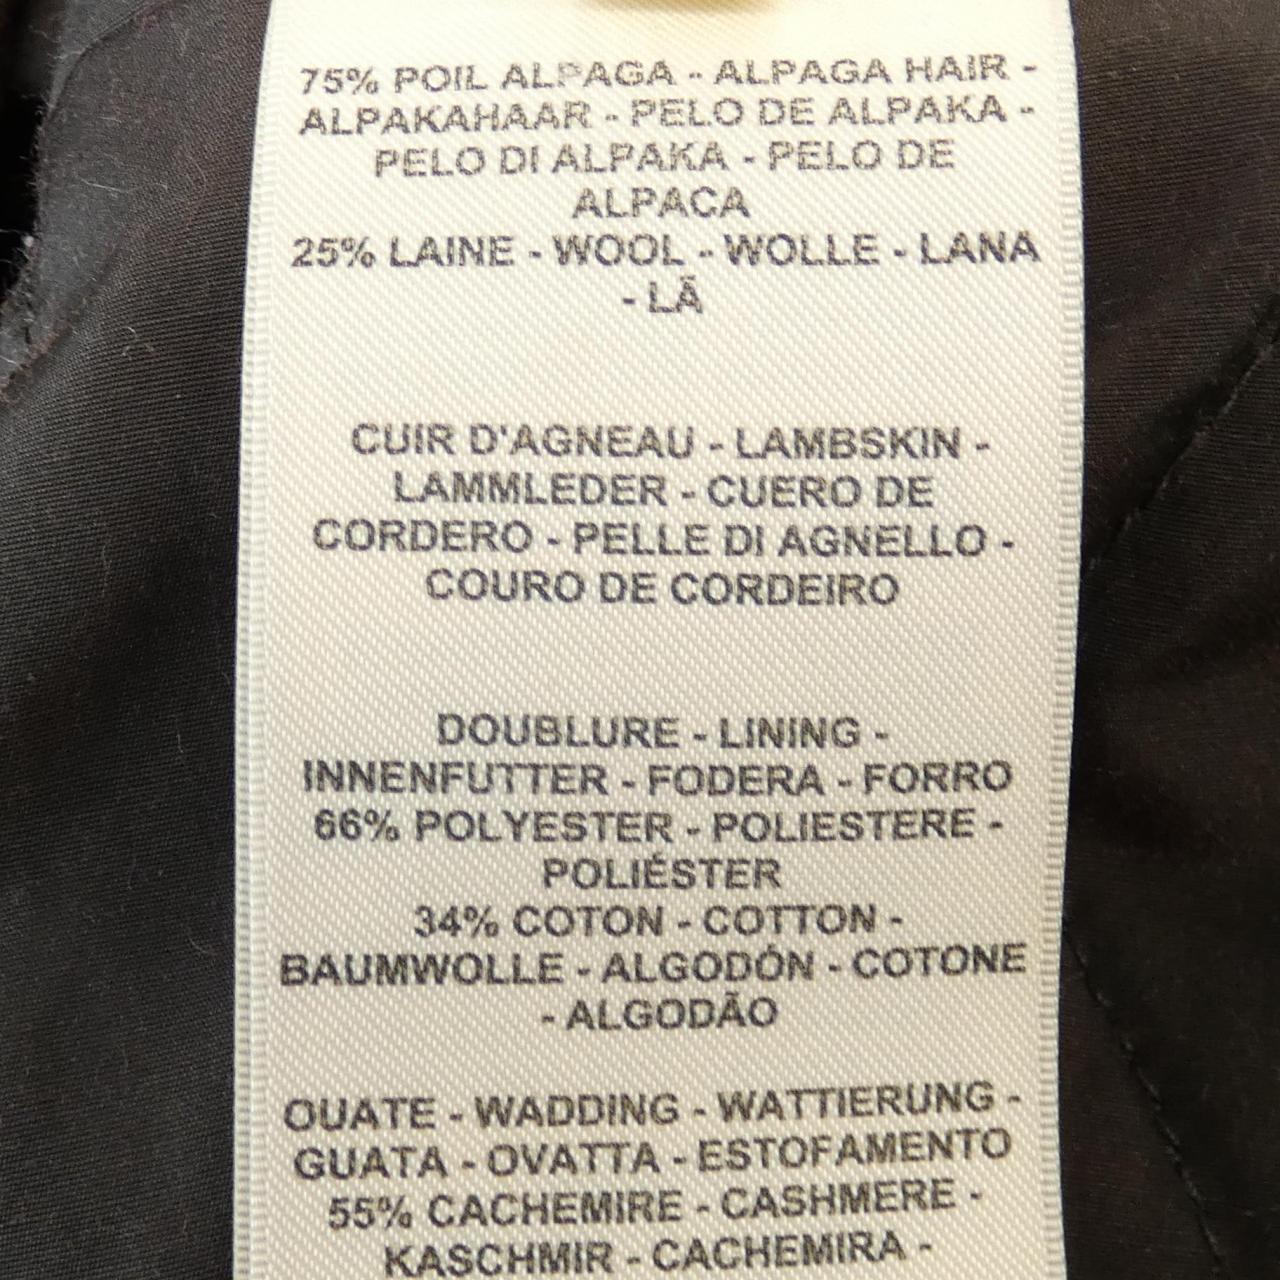 75% POIL ALPAGA - ALPAGA HAIR -
ALPAKAHAAR - PELO DE ALPAKA -
PELO DI ALPAKA - PELO DE
ALPACA
25% LAINE - WOOL - WOLLE - LANA
- LÃ
CUIR D'AGNEAU - LAMBSKIN -
LAMMLEDER - CUERO DE
CORDERO - PELLE DI AGNELLO -
COURO DE CORDEIRO
DOUBLURE - LINING -
INNENFUTTER - FODERA - FORRO
66% POLYESTER - POLIESTERE -
POLIÉSTER
34% COTON - COTTON -
BAUMWOLLE - ALGODÓN - COTONE
- ALGODÃO
OUATE - WADDING - WATTIERUNG -
GUATA - OVATTA - ESTOFAMENTO
55% CACHEMIRE - CASHMERE -
KASCHMIR - CACHEMIRA -